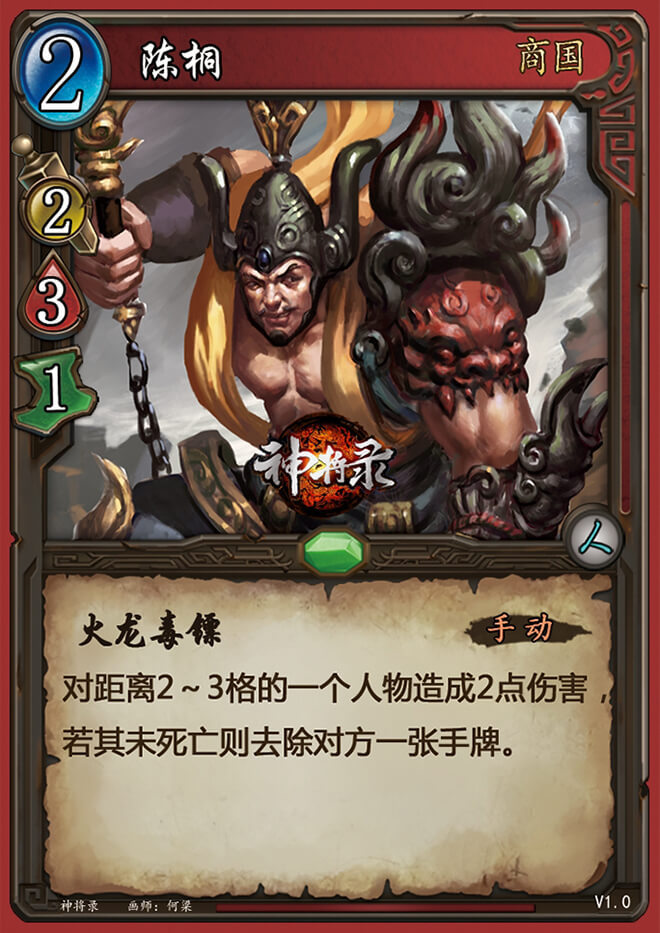 2
陈桐
商国
2
3
1
神将录
人
火龙毒镖
手动
对距离2～3格的一个人物造成2点伤害，
若其未死亡则去除对方一张手牌。
神将录 画师：何梁
V1.0